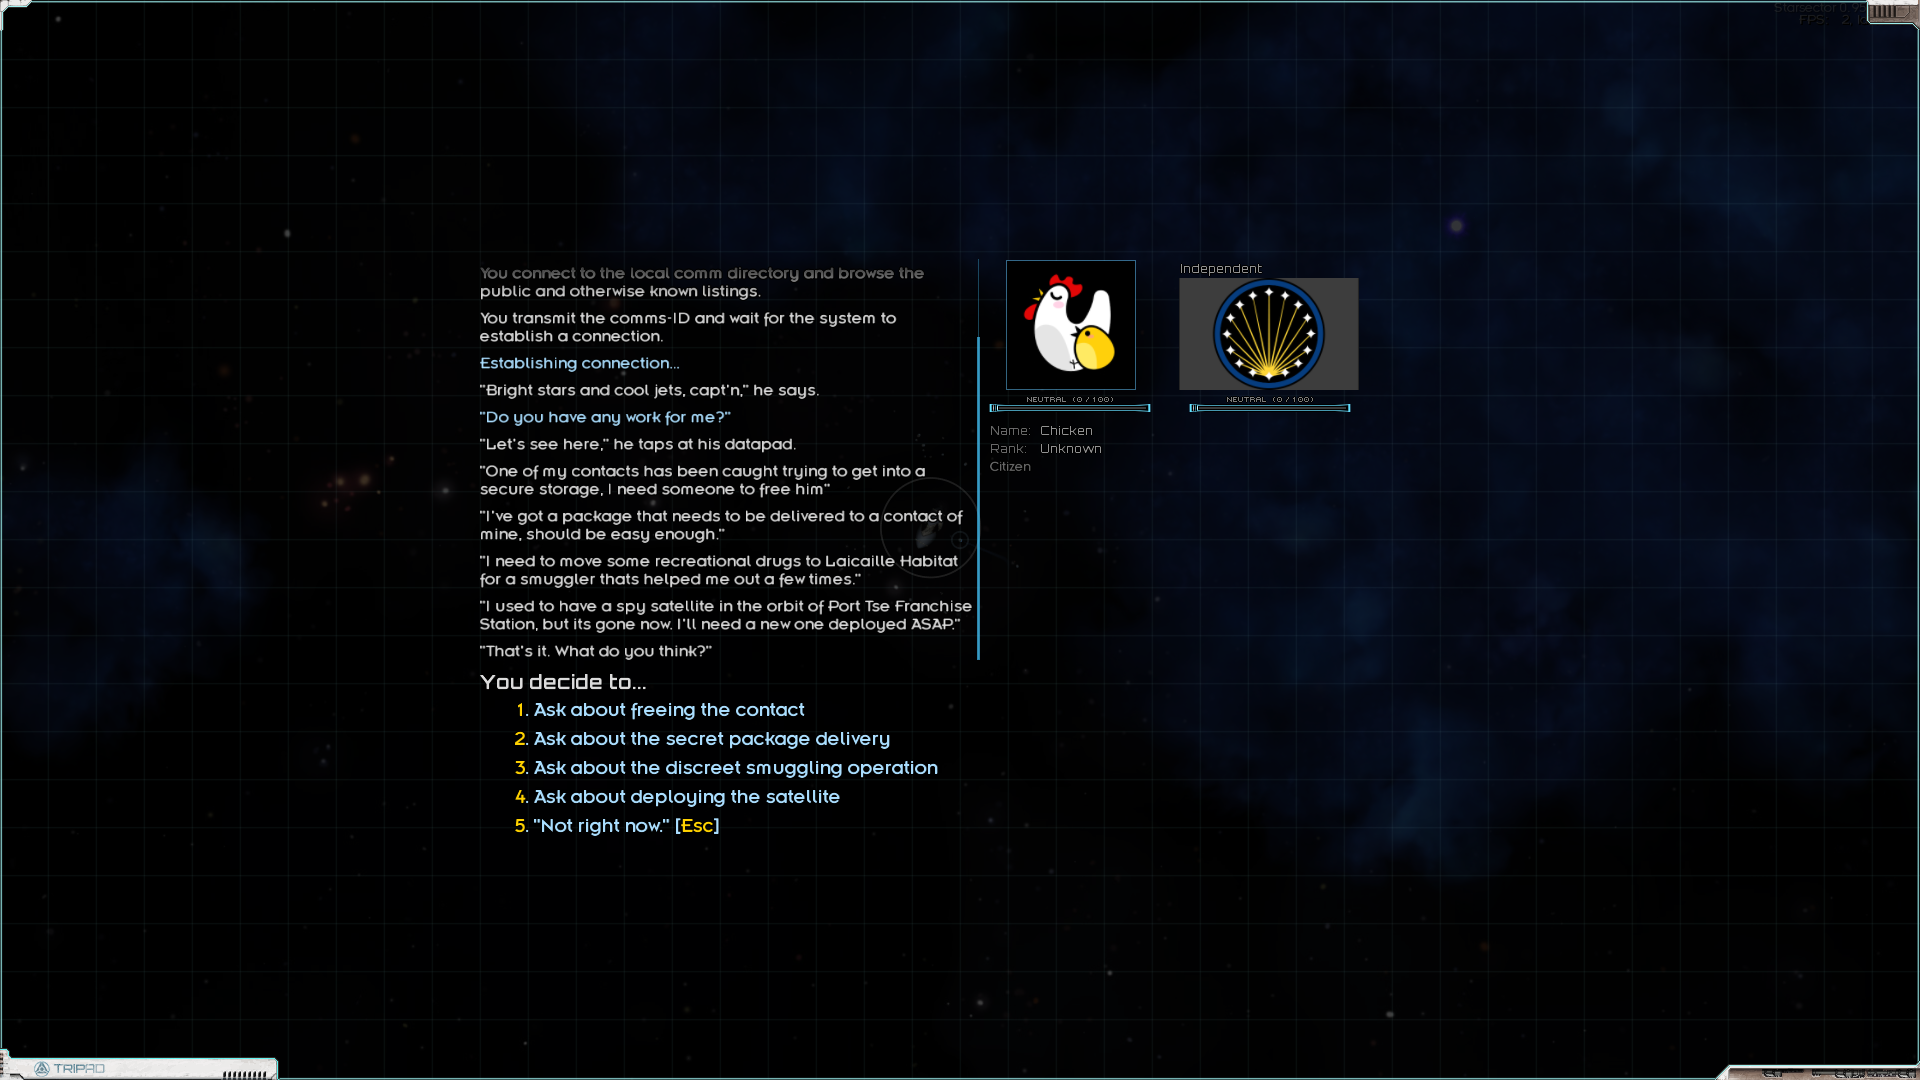 Starsector 0.95
FPS: 2,
You connect to the local comm directory and browse the
public and otherwise known listings.
You transmit the comms-ID and wait for the system to
establish a connection.
Establishing connection...
"Bright stars and cool jets, capt'n," he says.
"Do you have any work for me?"
"Let's see here," he taps at his datapad.
"One of my contacts has been caught trying to get into a
secure storage, I need someone to free him"
"I've got a package that needs to be delivered to a contact of
mine, should be easy enough."
"I need to move some recreational drugs to Laicaille Habitat
for a smuggler thats helped me out a few times."
"I used to have a spy satellite in the orbit of Port Tse Franchise
Station, but its gone now. I'll need a new one deployed ASAP."
"That's it. What do you think?"
You decide to...
1. Ask about freeing the contact
2. Ask about the secret package delivery
3. Ask about the discreet smuggling operation
4. Ask about deploying the satellite
5. "Not right now." [Esc]
NEUTRAL (0 / 100)
Name: Chicken
Rank: Unknown
Citizen
Independent
NEUTRAL (0 / 100)
TRIPAD